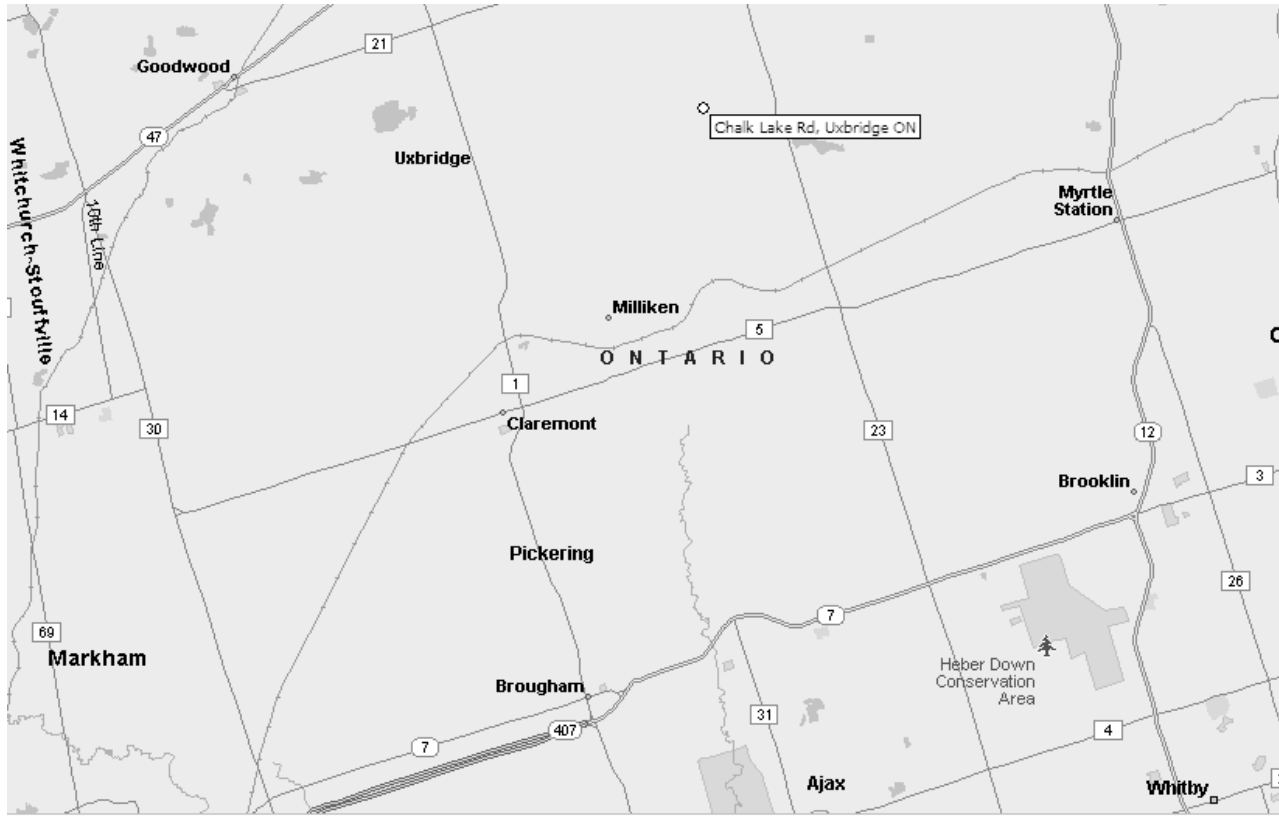 21
Goodwood
47
Chalk Lake Rd, Uxbridge ON
Uxbridge
Whitchurch-Stouffville
10th Line
Myrtle
Station
Milliken
5
ONTARIO
1
14
30
Claremont
23
12
Brooklin
3
Pickering
26
7
69
Markham
Heber Down
Conservation
Area
Brougham
31
407
4
7
Ajax
Whitby